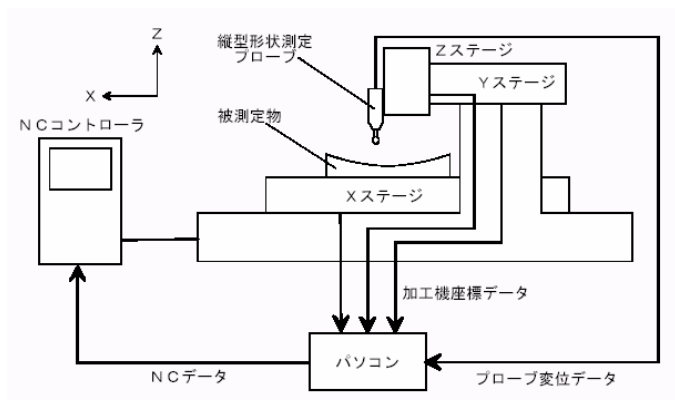 Z
X
NCコントローラ
縦型形状測定
プローブ
Zステージ
Yステージ
被測定物
Xステージ
加工機座標データ
パソコン
NCデータ
プローブ変位データ